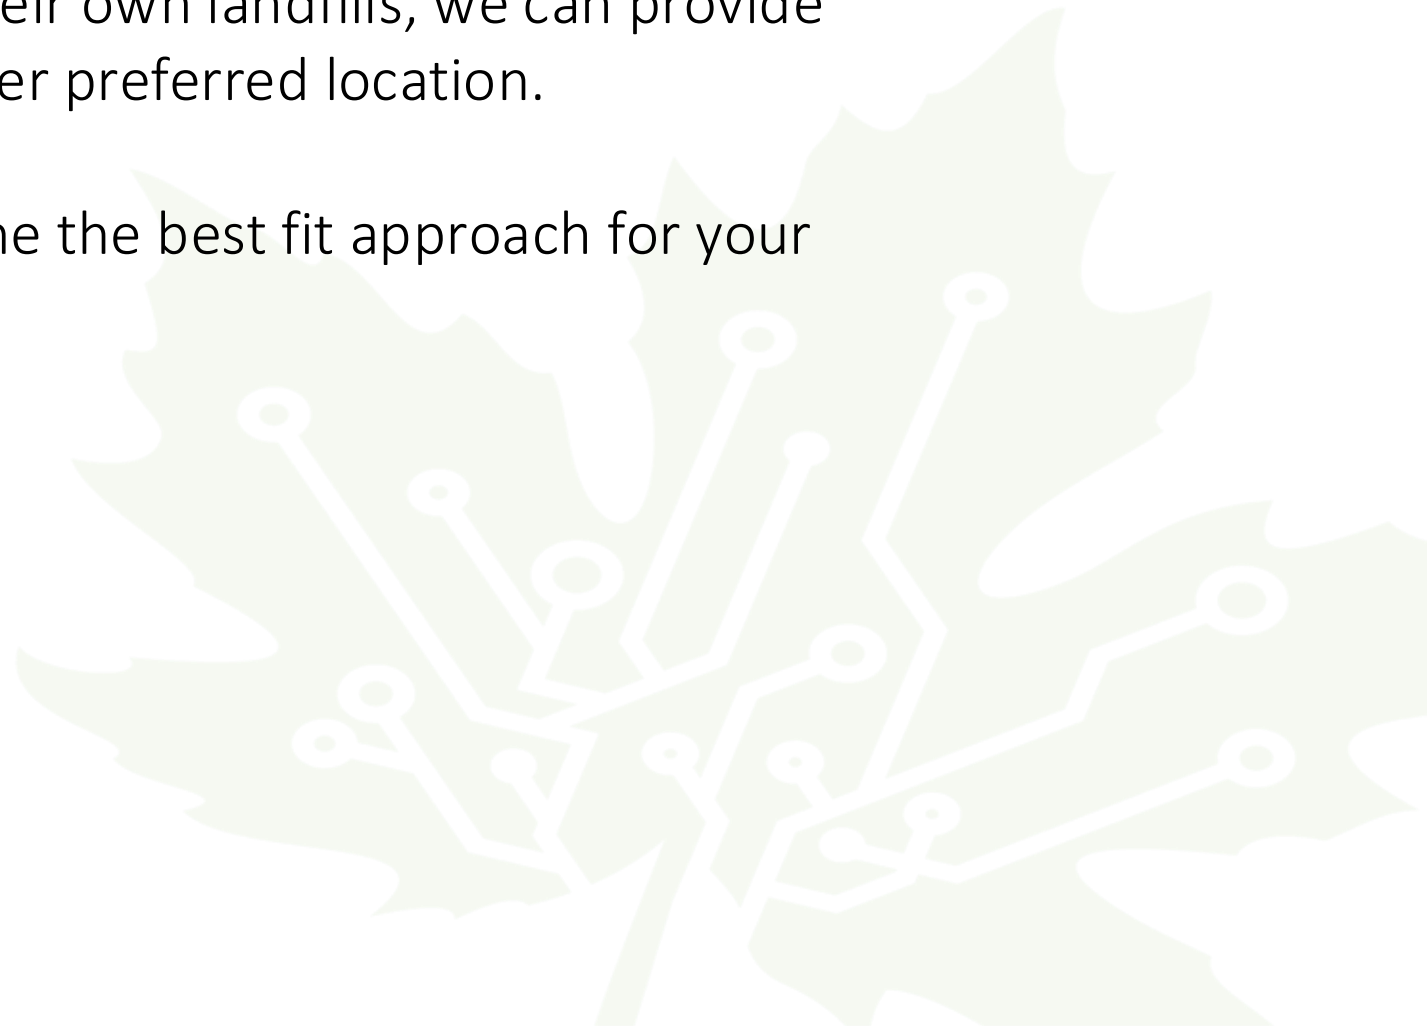 eir own landfills, we can provide
er preferred location.
ne the best fit approach for your